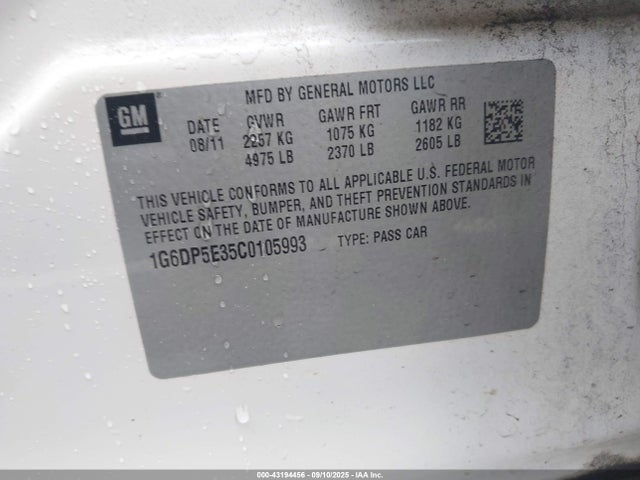 MFD BY GENERAL MOTORS LLC
GM
DATE GVWR GAWR FRT GAWR RR
08/11 2257 KG 1075 KG 1182 KG
4975 LB 2370 LB 2605 LB
THIS VEHICLE CONFORMS TO ALL APPLICABLE U.S. FEDERAL MOTOR
VEHICLE SAFETY, BUMPER, AND THEFT PREVENTION STANDARDS IN
EFFECT ON THE DATE OF MANUFACTURE SHOWN ABOVE.
1G6DP5E35C0105993 TYPE: PASS CAR
000-43194456 - 09/10/2025 - IAA Inc.